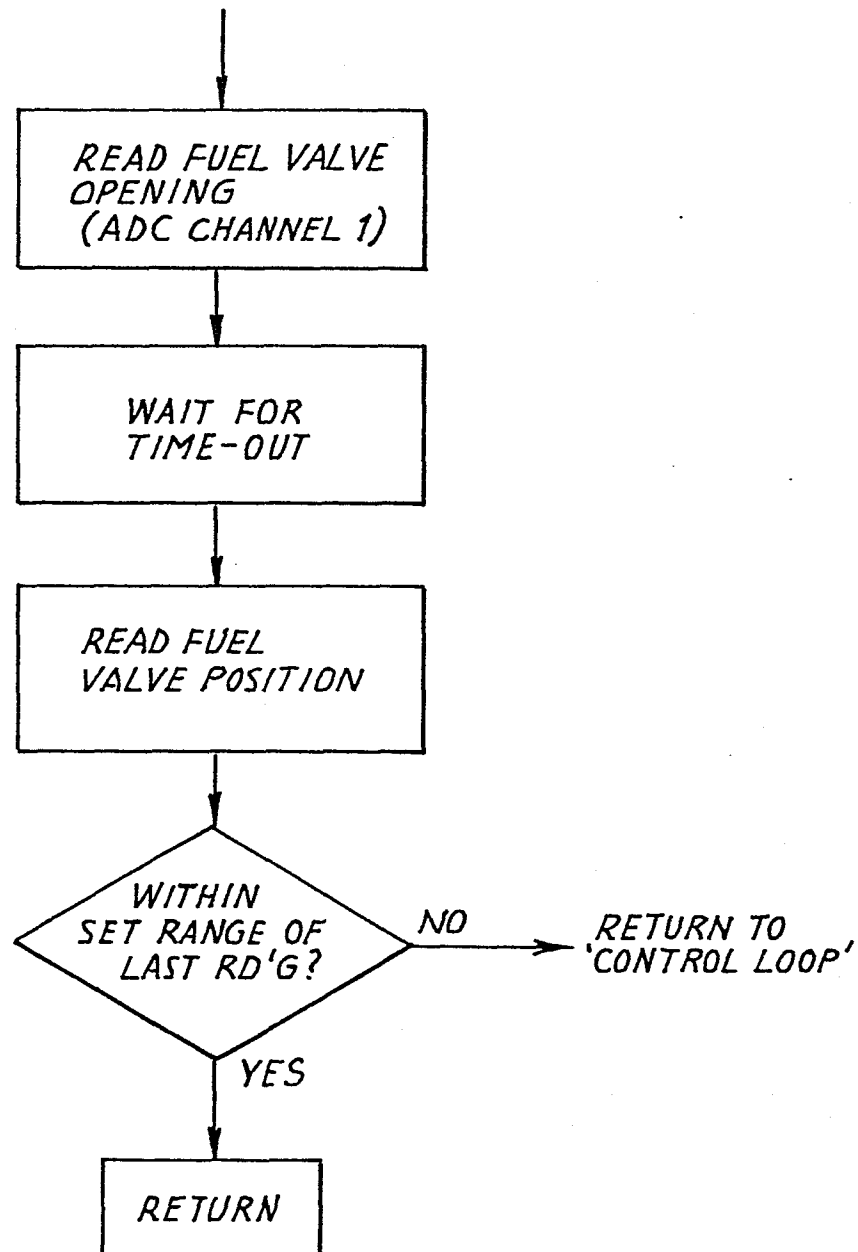 READ FUEL VALVE
OPENING
(ADC CHANNEL 1)
WAIT FOR
TIME-OUT
READ FUEL
VALVE POSITION
WITHIN
SET RANGE OF
LAST RD'G?
NO
RETURN TO
'CONTROL LOOP'
YES
RETURN